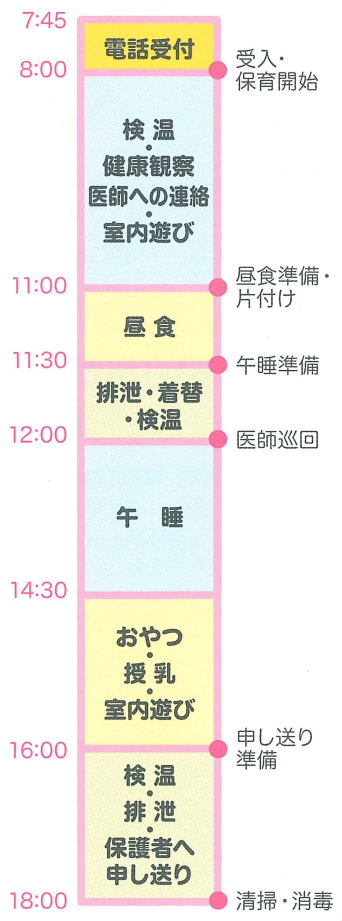 7:45
電話受付
8:00
受入・
保育開始
検温
・
健康観察
医師への連絡
・
室内遊び
11:00
昼食準備・
片付け
昼食
11:30
午睡準備
排泄・着替
・検温
12:00
医師巡回
午睡
14:30
おやつ
・
授乳
・
室内遊び
16:00
申し送り
準備
検温
・
排泄
・
保護者へ
申し送り
18:00
清掃・消毒